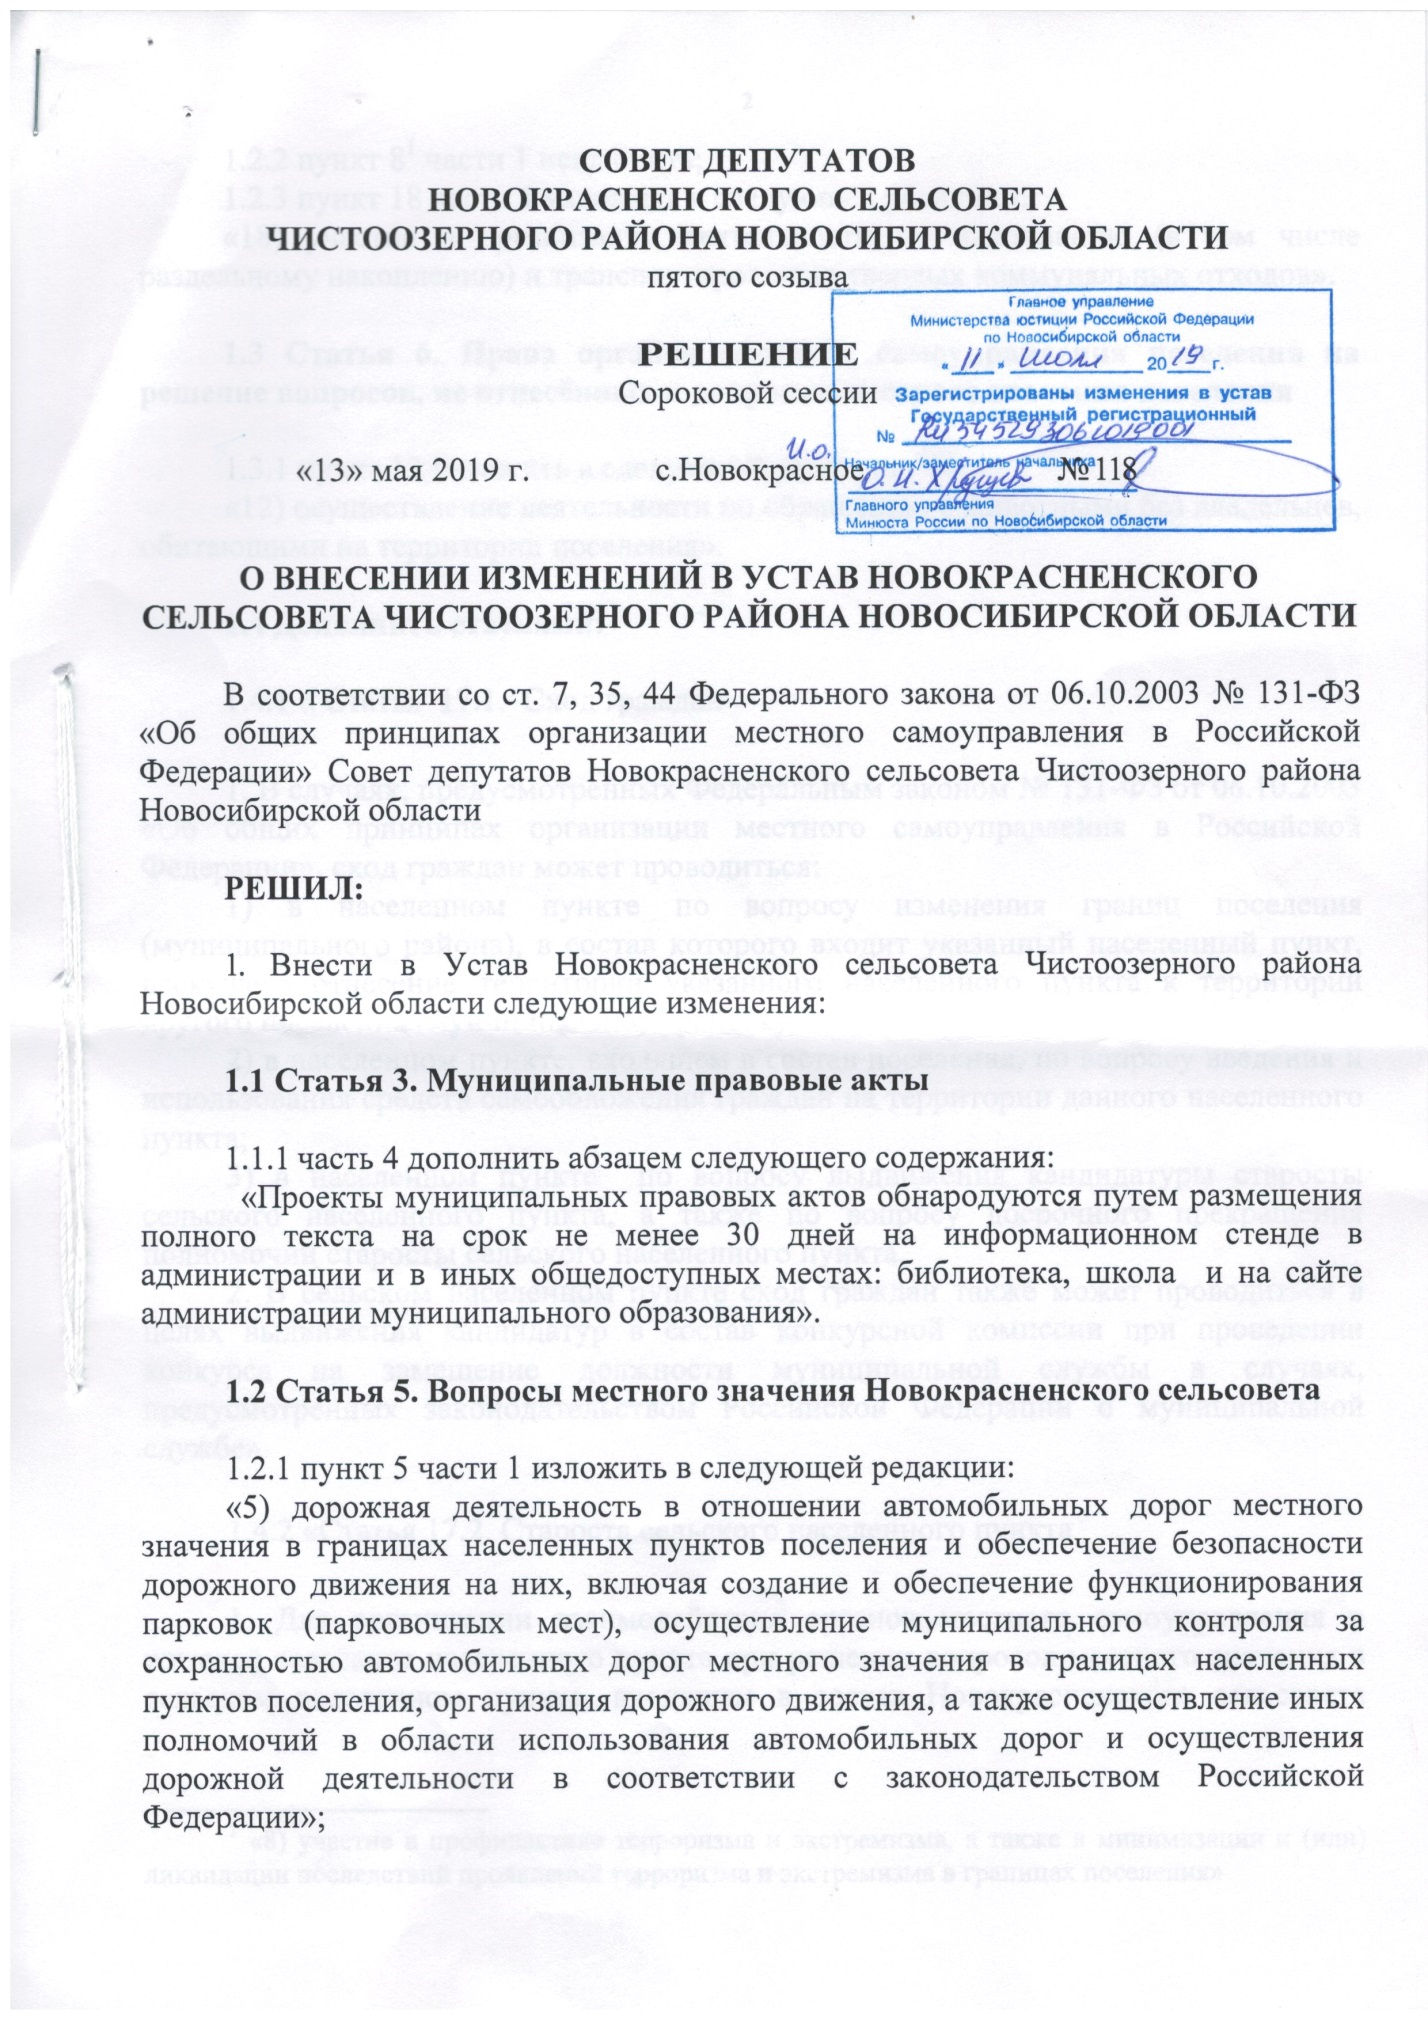 СОВЕТ ДЕПУТАТОВ
НОВОКРАСНЕНСКОГО СЕЛЬСОВЕТА
ЧИСТООЗЕРНОГО РАЙОНА НОВОСИБИРСКОЙ ОБЛАСТИ
пятого созыва
Главное управление
Министерства юстиции Российской Федерации
по Новосибирской области
«11» июля 2019 г.
Зарегистрированы изменения в устав
Государственный регистрационный
№ RU545293062019001
И.о.
Начальник/заместитель начальника
Главного управления
Минюста России по Новосибирской области
РЕШЕНИЕ
Сороковой сессии
«13» мая 2019 г. с.Новокрасное № 118
О ВНЕСЕНИИ ИЗМЕНЕНИЙ В УСТАВ НОВОКРАСНЕНСКОГО
СЕЛЬСОВЕТА ЧИСТООЗЕРНОГО РАЙОНА НОВОСИБИРСКОЙ ОБЛАСТИ
В соответствии со ст. 7, 35, 44 Федерального закона от 06.10.2003 № 131-ФЗ
«Об общих принципах организации местного самоуправления в Российской
Федерации» Совет депутатов Новокрасненского сельсовета Чистоозерного района
Новосибирской области
РЕШИЛ:
1. Внести в Устав Новокрасненского сельсовета Чистоозерного района
Новосибирской области следующие изменения:
1.1 Статья 3. Муниципальные правовые акты
1.1.1 часть 4 дополнить абзацем следующего содержания:
«Проекты муниципальных правовых актов обнародуются путем размещения
полного текста на срок не менее 30 дней на информационном стенде в
администрации и в иных общедоступных местах: библиотека, школа и на сайте
администрации муниципального образования».
1.2 Статья 5. Вопросы местного значения Новокрасненского сельсовета
1.2.1 пункт 5 части 1 изложить в следующей редакции:
«5) дорожная деятельность в отношении автомобильных дорог местного
значения в границах населенных пунктов поселения и обеспечение безопасности
дорожного движения на них, включая создание и обеспечение функционирования
парковок (парковочных мест), осуществление муниципального контроля за
сохранностью автомобильных дорог местного значения в границах населенных
пунктов поселения, организация дорожного движения, а также осуществление иных
полномочий в области использования автомобильных дорог и осуществления
дорожной деятельности в соответствии с законодательством Российской
Федерации»;